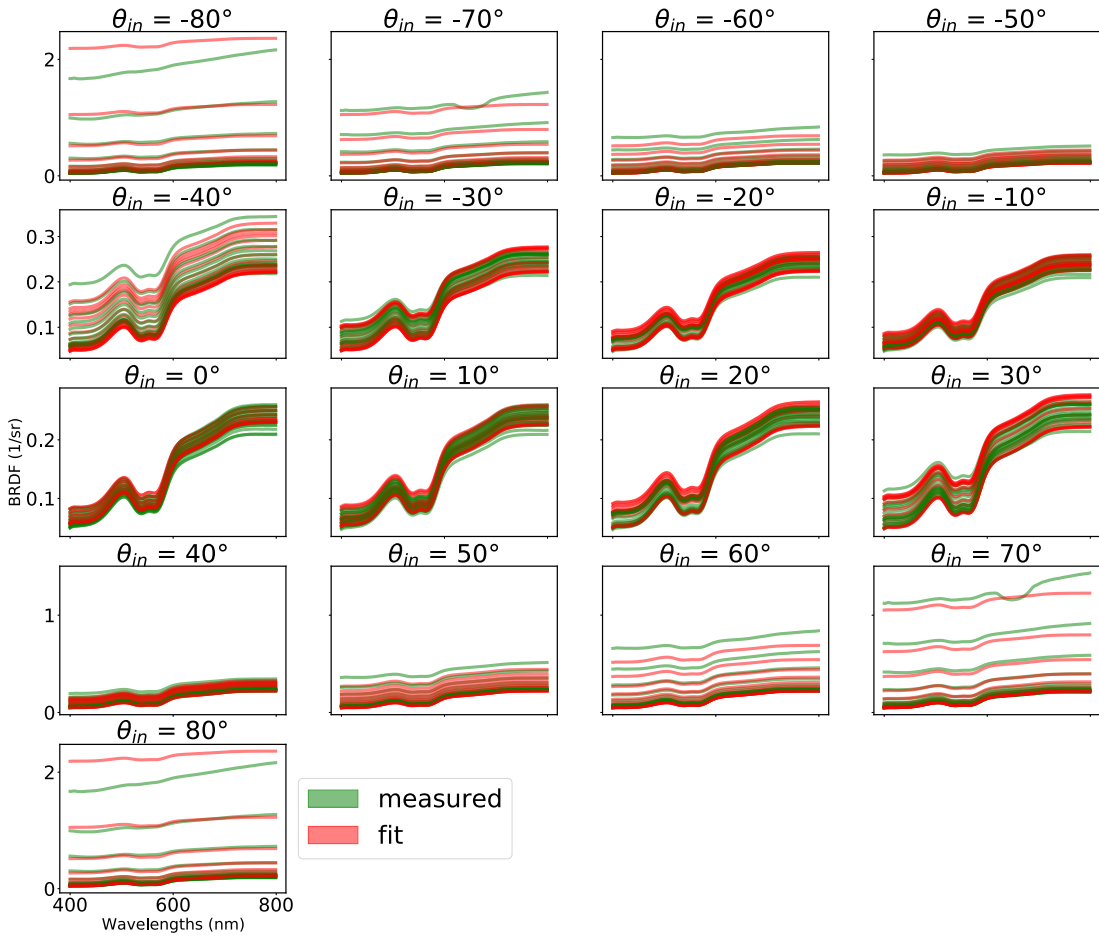 θin = -80° θin = -70° θin = -60° θin = -50°
2
0
θin = -40° θin = -30° θin = -20° θin = -10°
0.3
0.2
0.1
θin = 0° θin = 10° θin = 20° θin = 30°
0.2
0.1
BRDF (1/sr)
θin = 40° θin = 50° θin = 60° θin = 70°
1
0
θin = 80°
2
0
400 600 800
Wavelengths (nm)
measured
fit